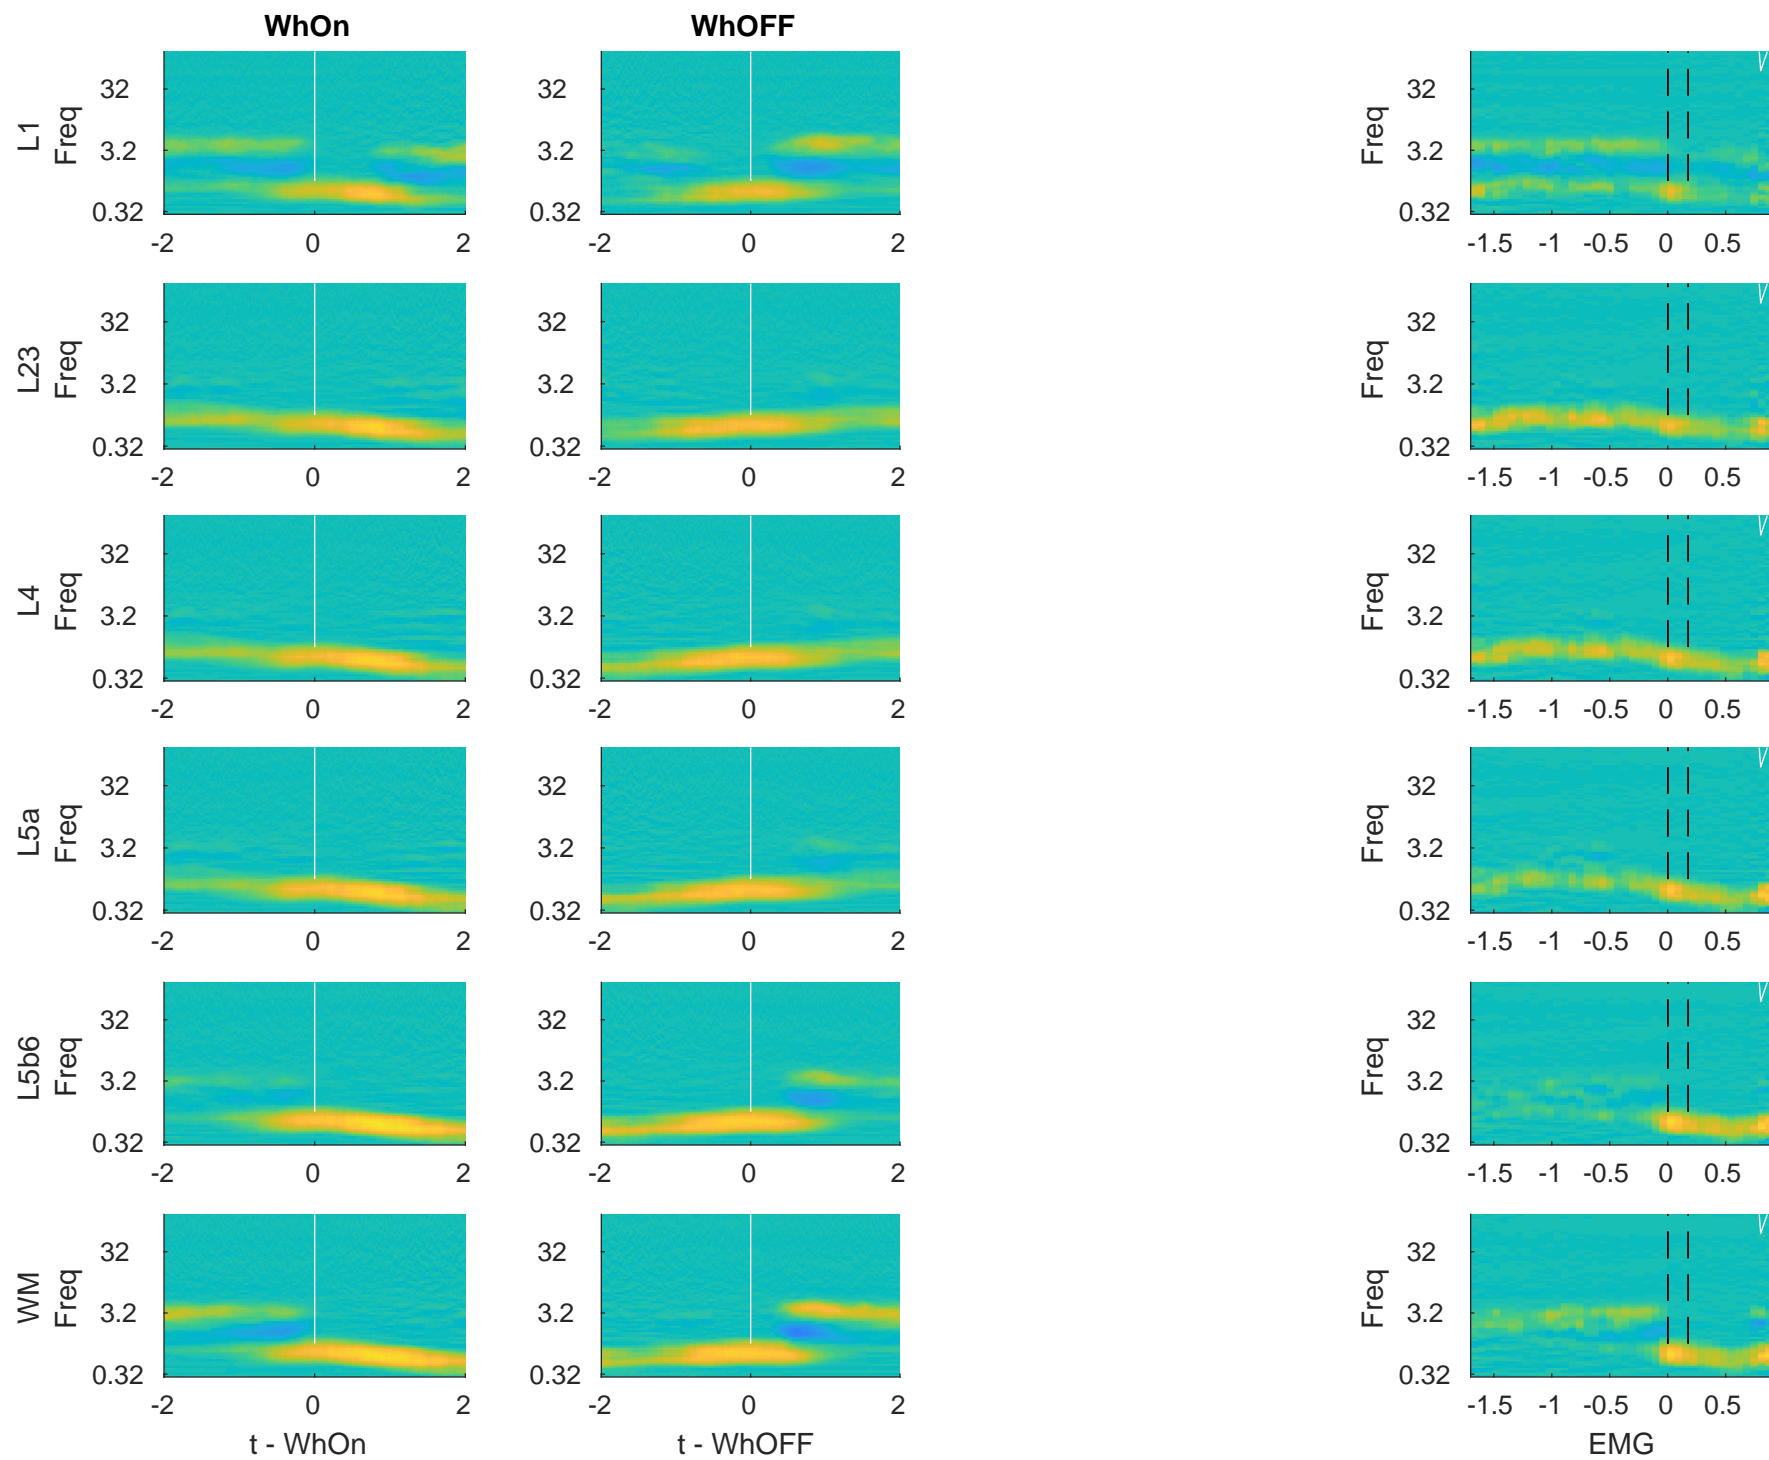 WhOn WhOFF
L1 Freq 32 3.2 0.32 32 3.2 0.32 Freq 32 3.2 0.32
-2 0 2 -2 0 2 -1.5 -1 -0.5 0 0.5
L23 Freq 32 3.2 0.32 32 3.2 0.32 Freq 32 3.2 0.32
-2 0 2 -2 0 2 -1.5 -1 -0.5 0 0.5
L4 Freq 32 3.2 0.32 32 3.2 0.32 Freq 32 3.2 0.32
-2 0 2 -2 0 2 -1.5 -1 -0.5 0 0.5
L5a Freq 32 3.2 0.32 32 3.2 0.32 Freq 32 3.2 0.32
-2 0 2 -2 0 2 -1.5 -1 -0.5 0 0.5
L5b6 Freq 32 3.2 0.32 32 3.2 0.32 Freq 32 3.2 0.32
-2 0 2 -2 0 2 -1.5 -1 -0.5 0 0.5
WM Freq 32 3.2 0.32 32 3.2 0.32 Freq 32 3.2 0.32
-2 0 2 -2 0 2 -1.5 -1 -0.5 0 0.5
t - WhOn t - WhOFF EMG